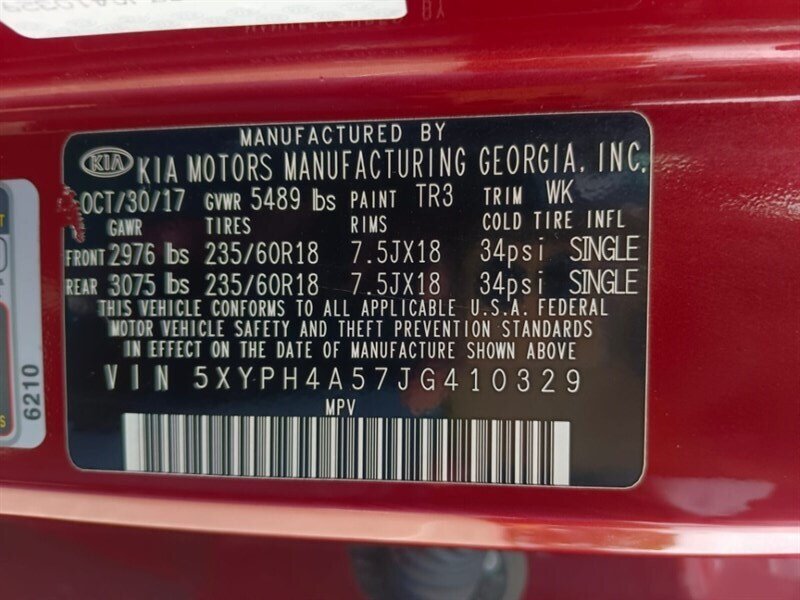 MANUFACTURED BY
KIA KIA MOTORS MANUFACTURING GEORGIA, INC.
OCT/30/17 GVWR 5489 lbs PAINT TR3 TRIM WK
GAWR TIRES RIMS COLD TIRE INFL
FRONT 2976 lbs 235/60R18 7.5JX18 34psi SINGLE
REAR 3075 lbs 235/60R18 7.5JX18 34psi SINGLE
THIS VEHICLE CONFORMS TO ALL APPLICABLE U.S.A. FEDERAL
MOTOR VEHICLE SAFETY AND THEFT PREVENTION STANDARDS
IN EFFECT ON THE DATE OF MANUFACTURE SHOWN ABOVE
VIN 5XYPH4A57JG410329
MPV
6210